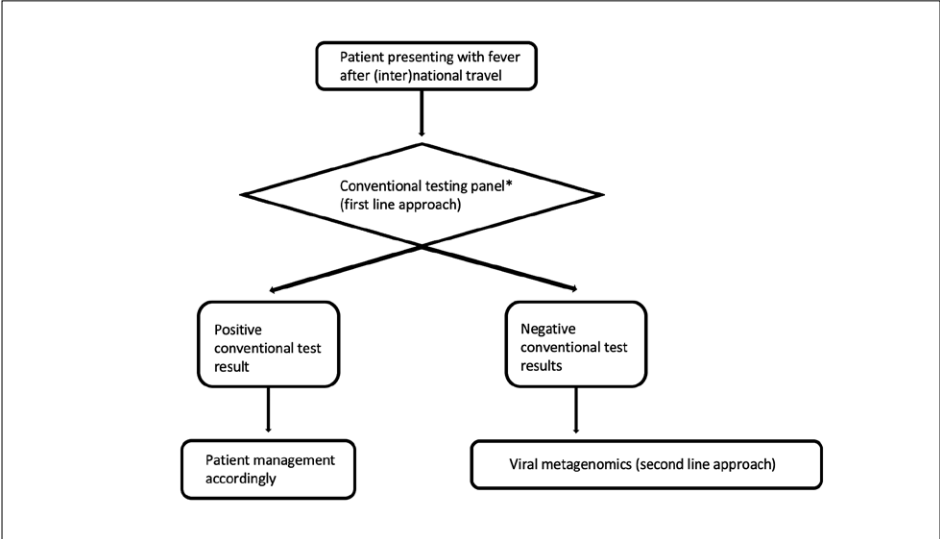 Patient presenting with fever
after (inter)national travel
Conventional testing panel*
(first line approach)
Positive
conventional test
result
Negative
conventional test
results
Patient management
accordingly
Viral metagenomics (second line approach)